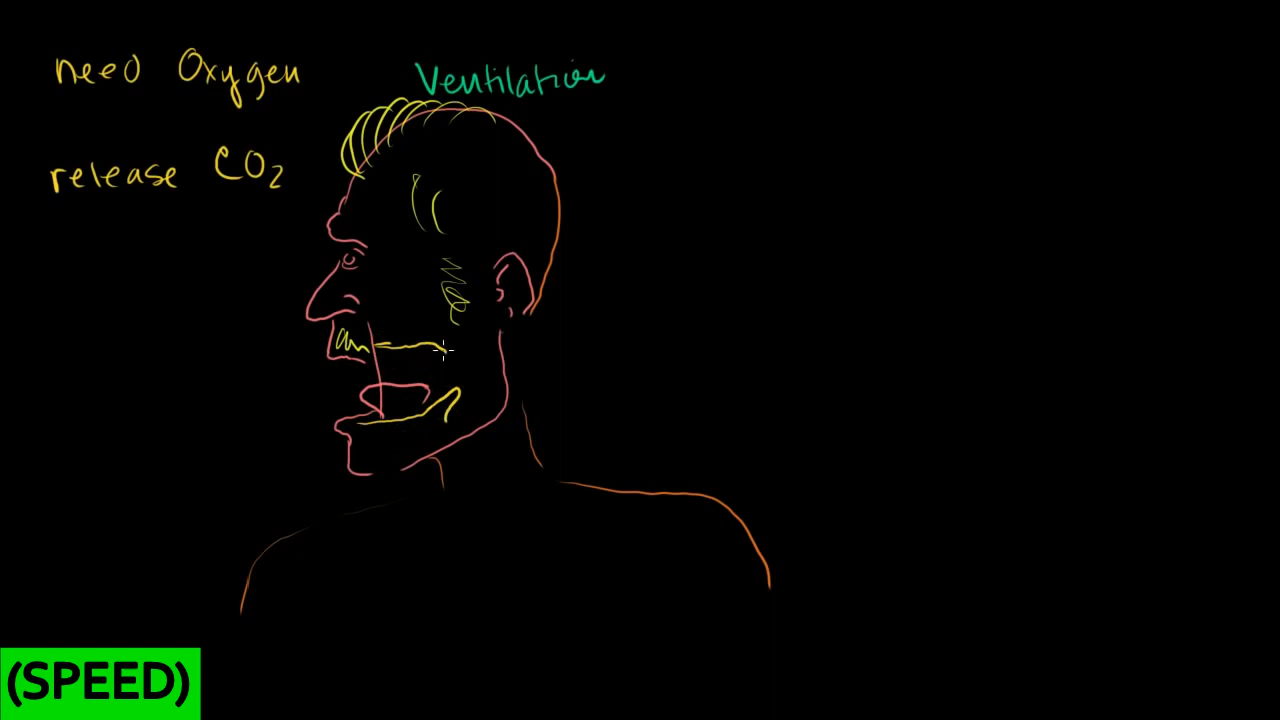 need Oxygen
Ventilation
release CO₂
(SPEED)